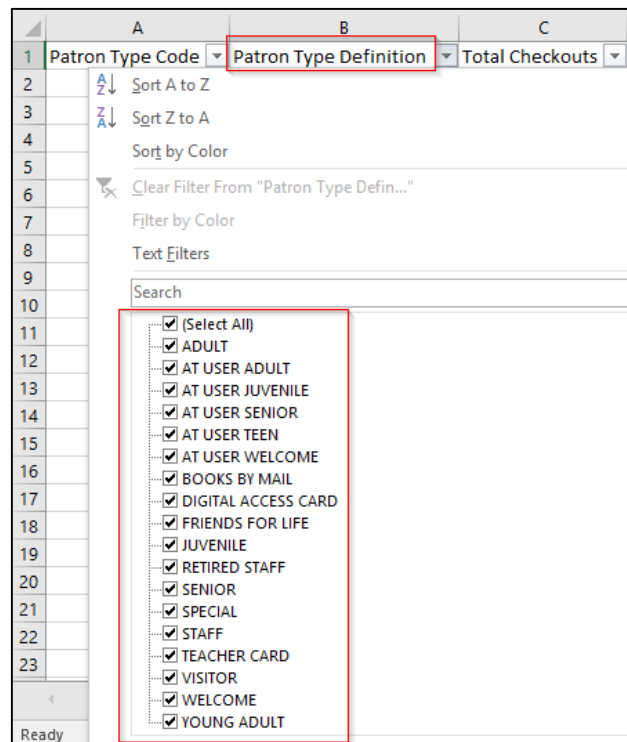 A B C
1 Patron Type Code Patron Type Definition Total Checkouts
2 Sort A to Z
3 Sort Z to A
4 Sort by Color
5
6 Clear Filter From "Patron Type Defin..."
7 Filter by Color
8 Text Filters
9
10 Search
11 (Select All)
ADULT
12 AT USER ADULT
13 AT USER JUVENILE
14 AT USER SENIOR
15 AT USER TEEN
AT USER WELCOME
16 BOOKS BY MAIL
17 DIGITAL ACCESS CARD
18 FRIENDS FOR LIFE
JUVENILE
19 RETIRED STAFF
20 SENIOR
21 SPECIAL
22 STAFF
23 TEACHER CARD
VISITOR
WELCOME
YOUNG ADULT
Ready